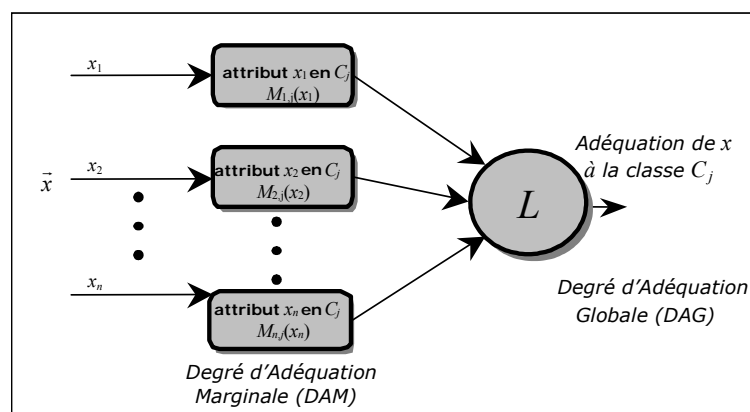 x₁
attribut x₁ en Cⱼ
M₁,ⱼ(x₁)
x⃗
x₂
attribut x₂ en Cⱼ
M₂,ⱼ(x₂)
xₙ
attribut xₙ en Cⱼ
Mₙ,ⱼ(xₙ)
Degré d’Adéquation
Marginale (DAM)
L
Adéquation de x
à la classe Cⱼ
Degré d’Adéquation
Globale (DAG)